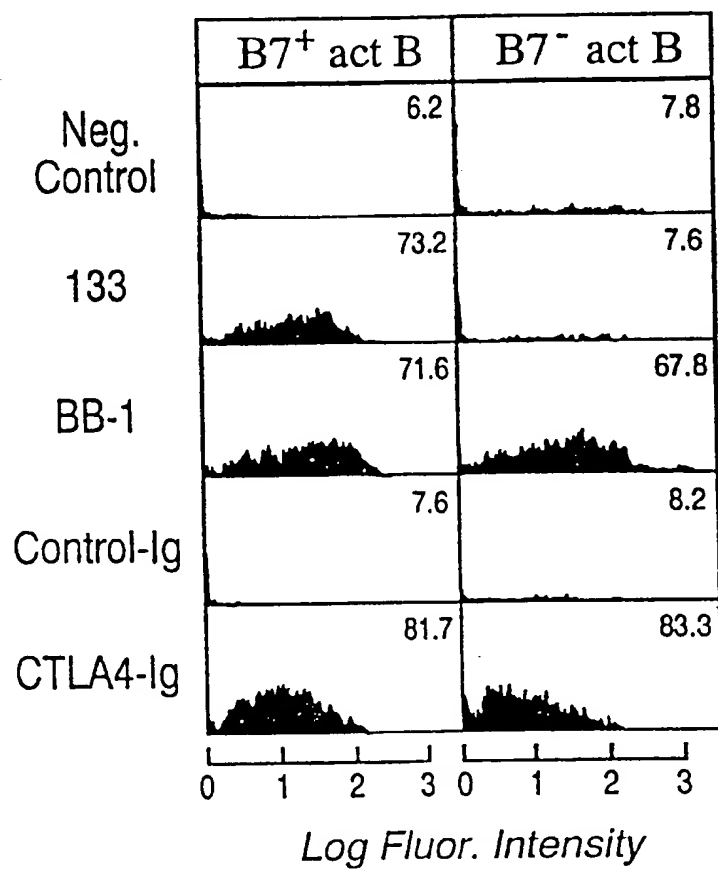 B7⁺ act B B7⁻ act B
Neg. Control 6.2 7.8
133 73.2 7.6
BB-1 71.6 67.8
Control-Ig 7.6 8.2
CTLA4-Ig 81.7 83.3
0 1 2 3 0 1 2 3
Log Fluor. Intensity